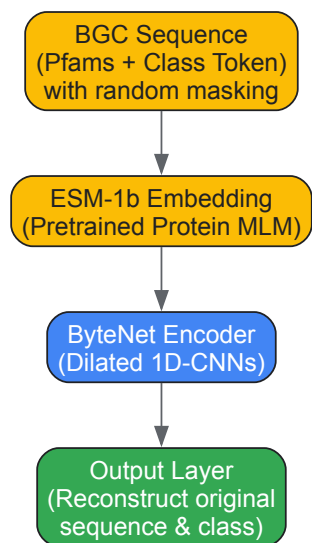 BGC Sequence
(Pfams + Class Token)
with random masking
ESM-1b Embedding
(Pretrained Protein MLM)
ByteNet Encoder
(Dilated 1D-CNNs)
Output Layer
(Reconstruct original
sequence & class)